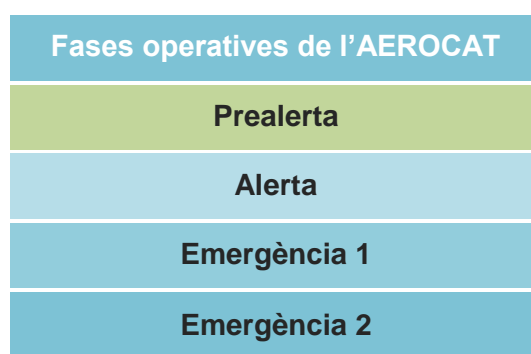 Fases operatives de l’AEROCAT
Prealerta
Alerta
Emergència 1
Emergència 2